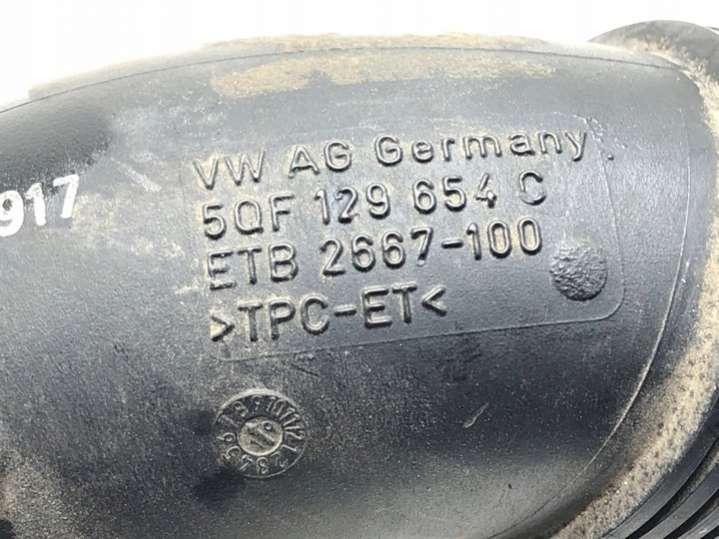 VW AG Germany
5QF 129 654 C
ETB 2667-100
>TPC-ET<
917